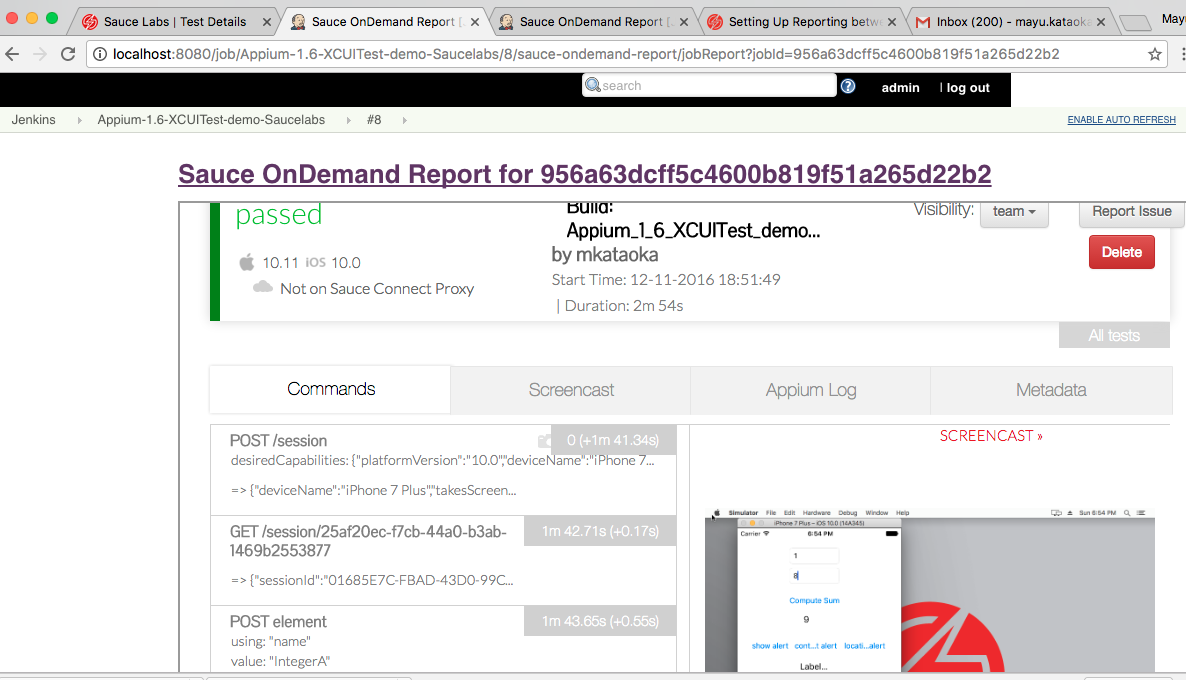 Sauce Labs | Test Details
Sauce OnDemand Report [
Sauce OnDemand Report [
Setting Up Reporting betw
Inbox (200) - mayu.kataoka
May
localhost:8080/job/Appium-1.6-XCUITest-demo-Saucelabs/8/sauce-ondemand-report/jobReport?jobId=956a63dcff5c4600b819f51a265d22b2
search
?
admin
| log out
Jenkins
Appium-1.6-XCUITest-demo-Saucelabs
#8
ENABLE AUTO REFRESH
Sauce OnDemand Report for 956a63dcff5c4600b819f51a265d22b2
passed
Build:
Appium_1_6_XCUITest_demo...
by mkataoka
Start Time: 12-11-2016 18:51:49
| Duration: 2m 54s
Visibility:
team
Report Issue
Delete
10.11 iOS 10.0
Not on Sauce Connect Proxy
All tests
Commands
Screencast
Appium Log
Metadata
POST /session
0 (+1m 41.34s)
desiredCapabilities: {"platformVersion":"10.0","deviceName":"iPhone 7...
=> {"deviceName":"iPhone 7 Plus","takesScreen...
GET /session/25af20ec-f7cb-44a0-b3ab-
1469b2553877
1m 42.71s (+0.17s)
=> {"sessionId":"01685E7C-FBAD-43D0-99C...
POST element
1m 43.65s (+0.55s)
using: "name"
value: "IntegerA"
SCREENCAST »
Simulator File Edit Hardware Debug Window Help
Sun 6:54 PM
iPhone 7 Plus – iOS 10.0 (14A345)
Carrier
6:54 PM
1
8
Compute Sum
9
show alert
cont...t alert
locati...alert
Label...